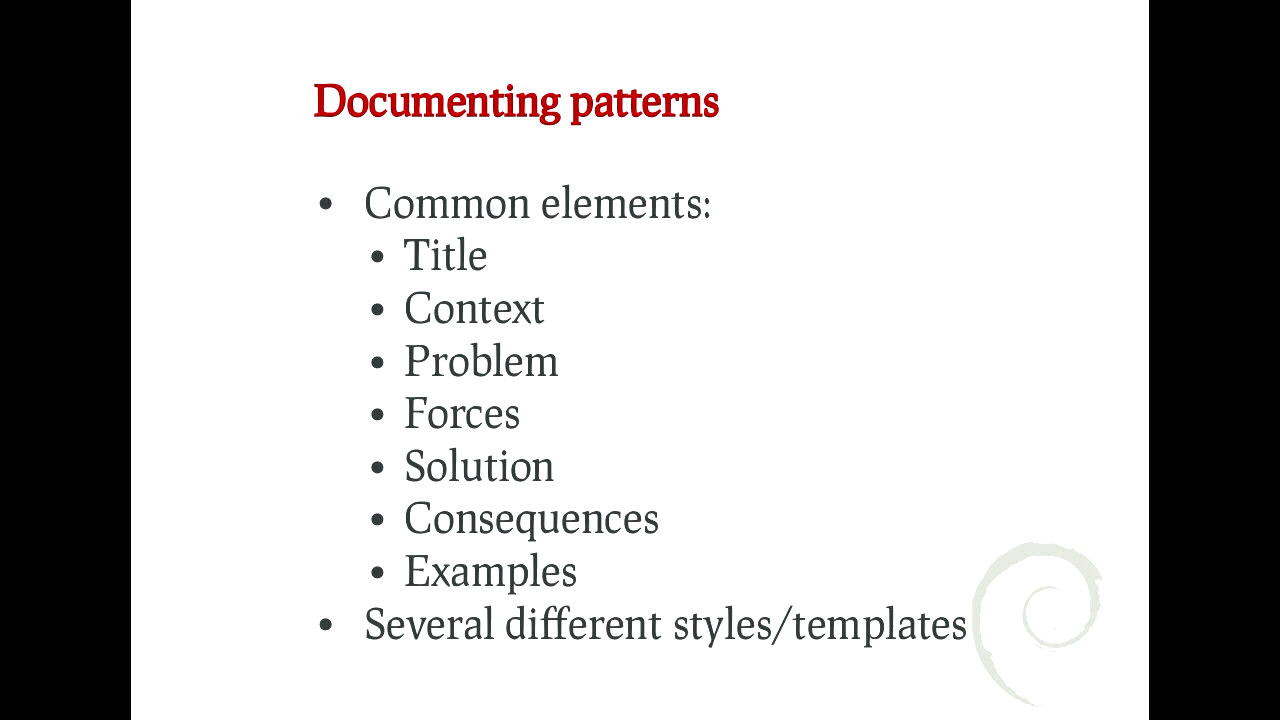 Documenting patterns
• Common elements:
• Title
• Context
• Problem
• Forces
• Solution
• Consequences
• Examples
• Several different styles/templates